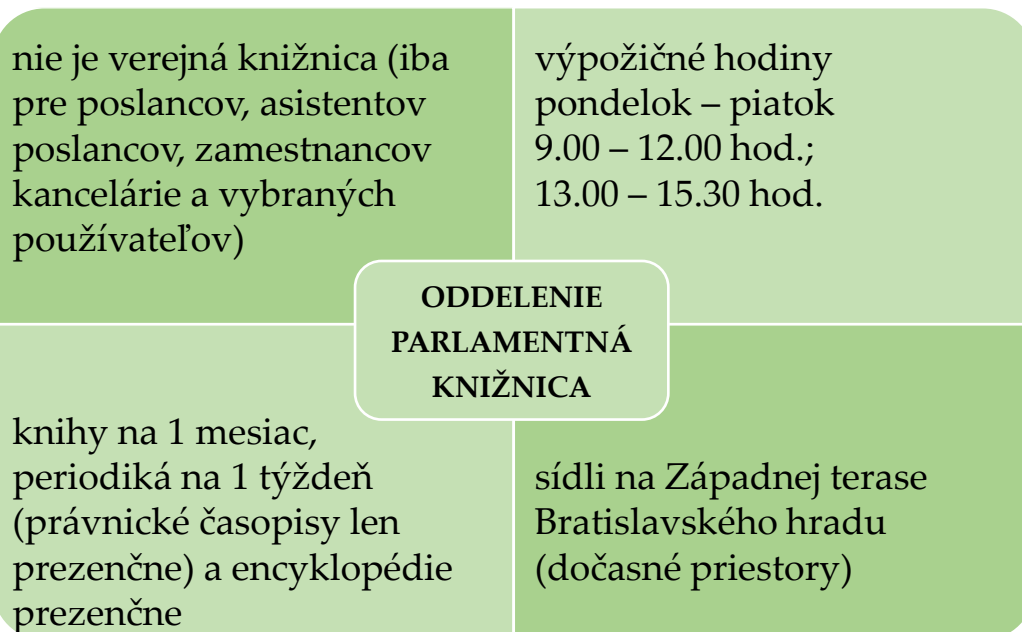 nie je verejná knižnica (iba
pre poslancov, asistentov
poslancov, zamestnancov
kancelárie a vybraných
používateľov)
výpožičné hodiny
pondelok – piatok
9.00 – 12.00 hod.;
13.00 – 15.30 hod.
ODDELENIE
PARLAMENTNÁ
KNIŽNICA
knihy na 1 mesiac,
periodiká na 1 týždeň
(právnické časopisy len
prezenčne) a encyklopédie
prezenčne
sídli na Západnej terase
Bratislavského hradu
(dočasné priestory)